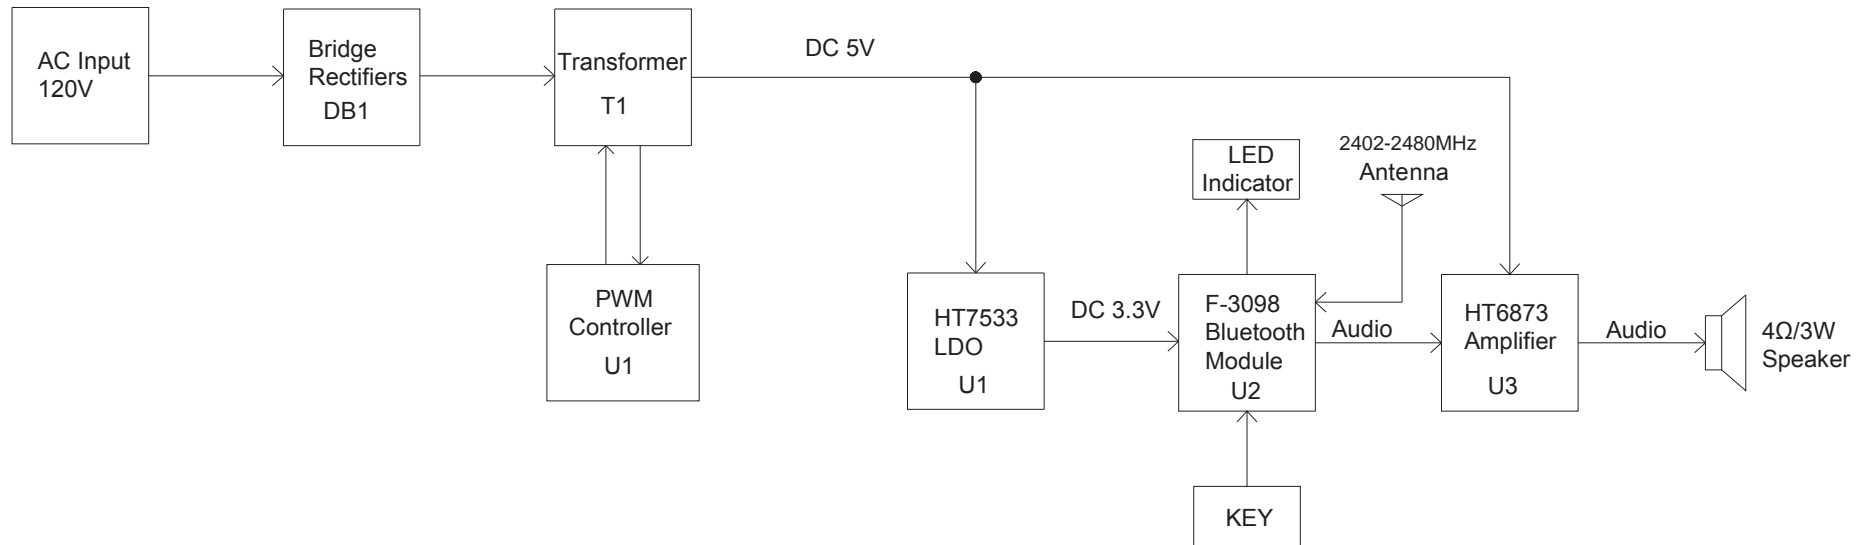 AC Input
120V
Bridge
Rectifiers
DB1
Transformer
T1
DC 5V
PWM
Controller
U1
HT7533
LDO
U1
DC 3.3V
LED
Indicator
2402-2480MHz
Antenna
F-3098
Bluetooth
Module
U2
KEY
Audio
HT6873
Amplifier
U3
Audio
4Ω/3W
Speaker